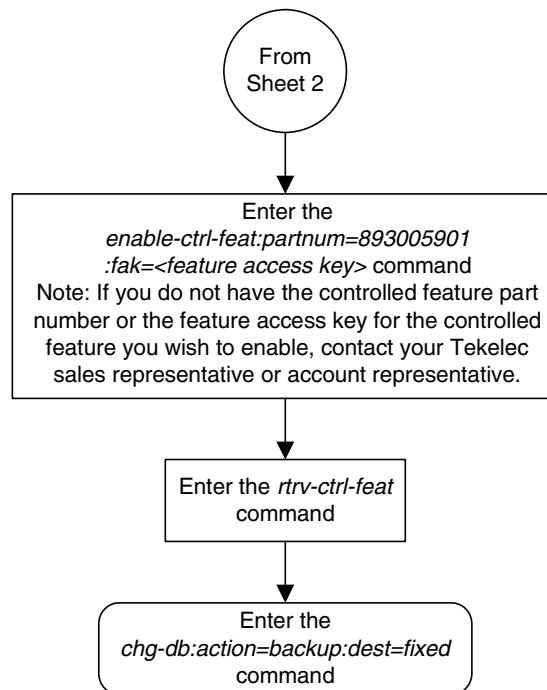 From
Sheet 2
Enter the
enable-ctrl-feat:partnum=893005901
:fak=<feature access key> command
Note: If you do not have the controlled feature part
number or the feature access key for the controlled
feature you wish to enable, contact your Tekelec
sales representative or account representative.
Enter the rtrv-ctrl-feat
command
Enter the
chg-db:action=backup:dest=fixed
command